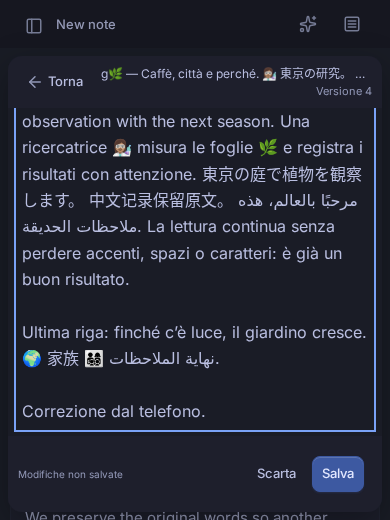 New note
Torna
g🌿 — Caffè, città e perché. 👩🏽‍🔬 東京の研究。 ...
Versione 4
observation with the next season. Una
ricercatrice 👩🏽‍🔬 misura le foglie 🌿 e registra i
risultati con attenzione. 東京の庭で植物を観察
します。 中文记录保留原文。 مرحبًا بالعالم، هذه
ملاحظات الحديقة. La lettura continua senza
perdere accenti, spazi o caratteri: è già un
buon risultato.
Ultima riga: finché c’è luce, il giardino cresce.
🌍 家族 👨‍👩‍👧‍👦 نهاية الملاحظات.
Correzione dal telefono.
Modifiche non salvate
Scarta
Salva
We preserve the original words so another